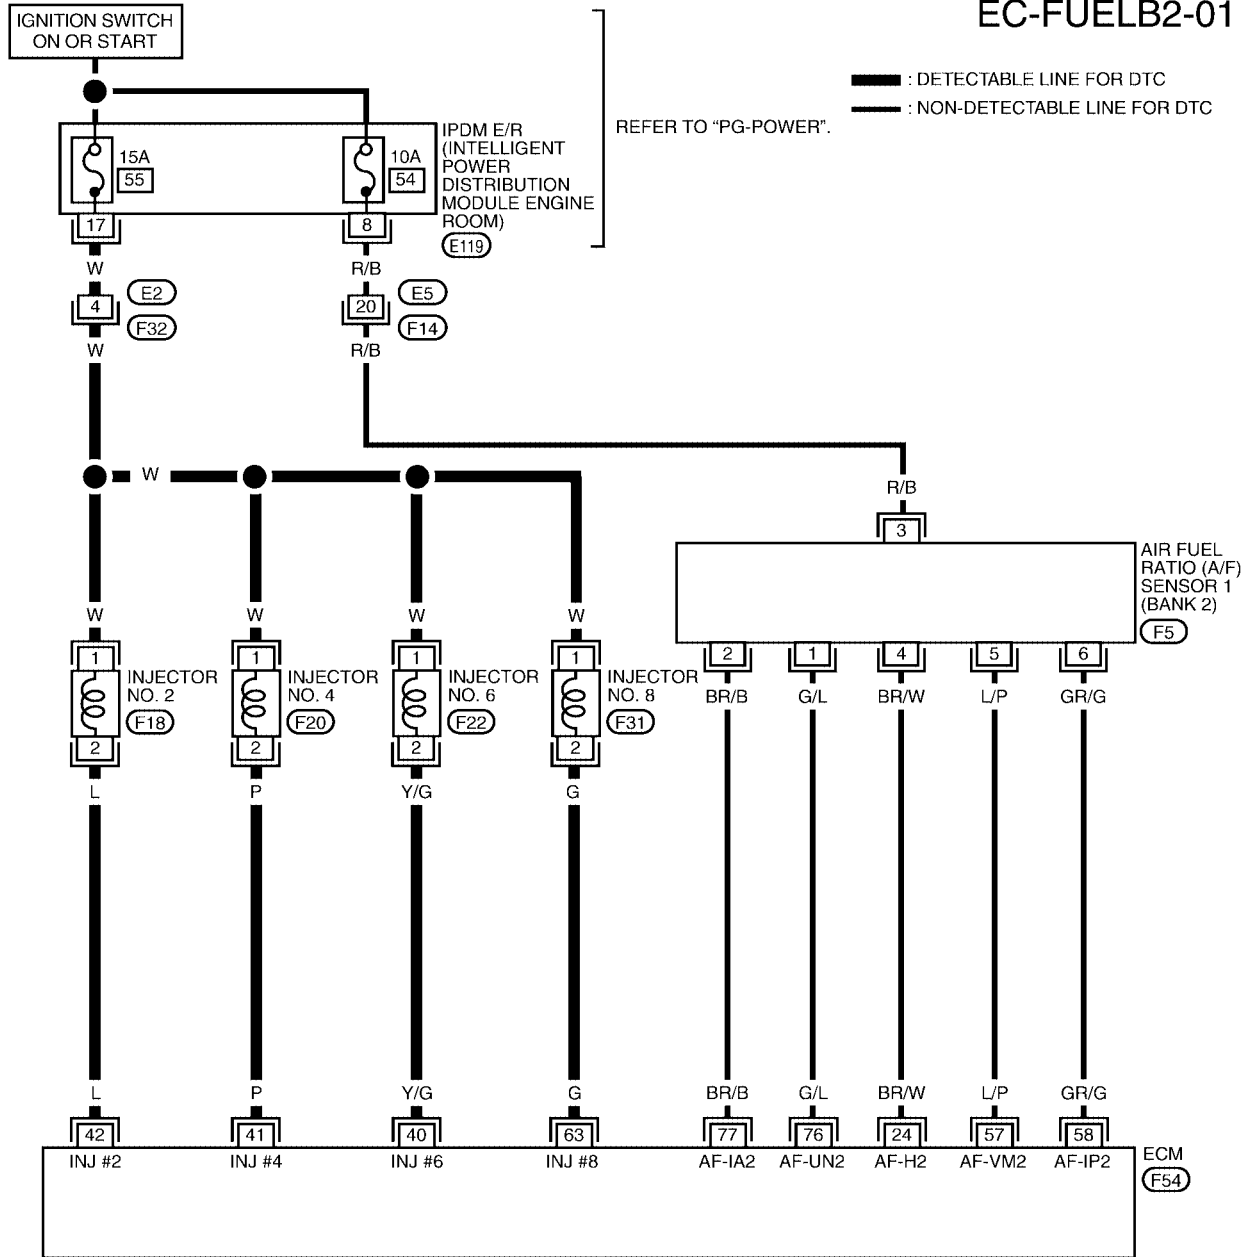 EC-FUELB2-01
IGNITION SWITCH
ON OR START
: DETECTABLE LINE FOR DTC
: NON-DETECTABLE LINE FOR DTC
REFER TO “PG-POWER”.
15A
55
10A
54
IPDM E/R
(INTELLIGENT
POWER
DISTRIBUTION
MODULE ENGINE
ROOM)
E119
17
8
W
R/B
4
E2
F32
20
E5
F14
W
R/B
W
R/B
3
AIR FUEL
RATIO (A/F)
SENSOR 1
(BANK 2)
F5
W
W
W
W
1
INJECTOR
NO. 2
F18
2
1
INJECTOR
NO. 4
F20
2
1
INJECTOR
NO. 6
F22
2
1
INJECTOR
NO. 8
F31
2
2
1
4
5
6
BR/B
G/L
BR/W
L/P
GR/G
L
P
Y/G
G
L
P
Y/G
G
BR/B
G/L
BR/W
L/P
GR/G
42
41
40
63
77
76
24
57
58
INJ #2
INJ #4
INJ #6
INJ #8
AF-IA2
AF-UN2
AF-H2
AF-VM2
AF-IP2
ECM
F54